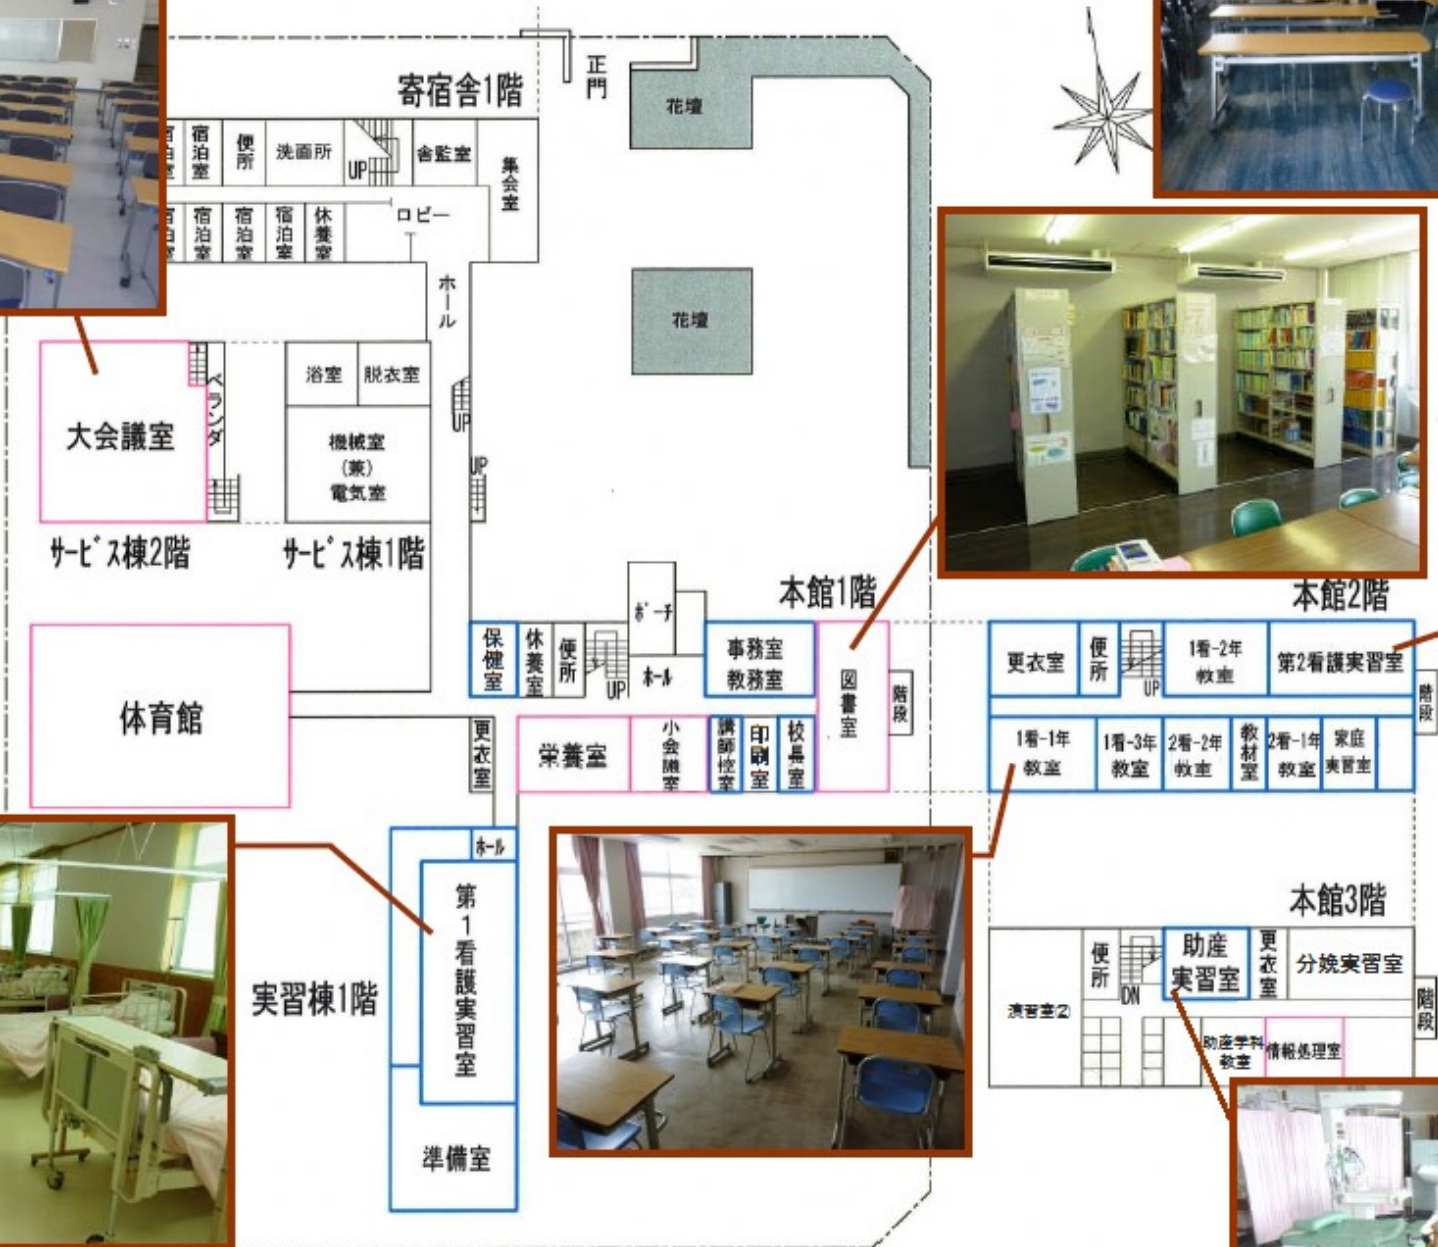 正門
寄宿舎1階
花壇
宿泊室
便所
洗面所
UP
舎監室
集会室
ロビー
宿泊室
宿泊室
宿泊室
休養室
ホール
花壇
大会議室
ベランダ
浴室
脱衣室
機械室
(兼)
電気室
UP
UP
サービス棟2階
サービス棟1階
本館1階
本館2階
体育館
保健室
休養室
便所
UP
ポーチ
ホール
事務室
教務室
図書室
階段
更衣室
栄養室
小会議室
講師控室
印刷室
校長室
更衣室
便所
UP
1看-2年
教室
第2看護実習室
階段
1看-1年
教室
1看-3年
教室
2看-2年
教室
教材室
2看-1年
教室
家庭
実習室
ホール
第1看護実習室
実習棟1階
準備室
本館3階
演習室②
便所
DN
助産
実習室
更衣室
分娩実習室
階段
助産学科
教室
情報処理室